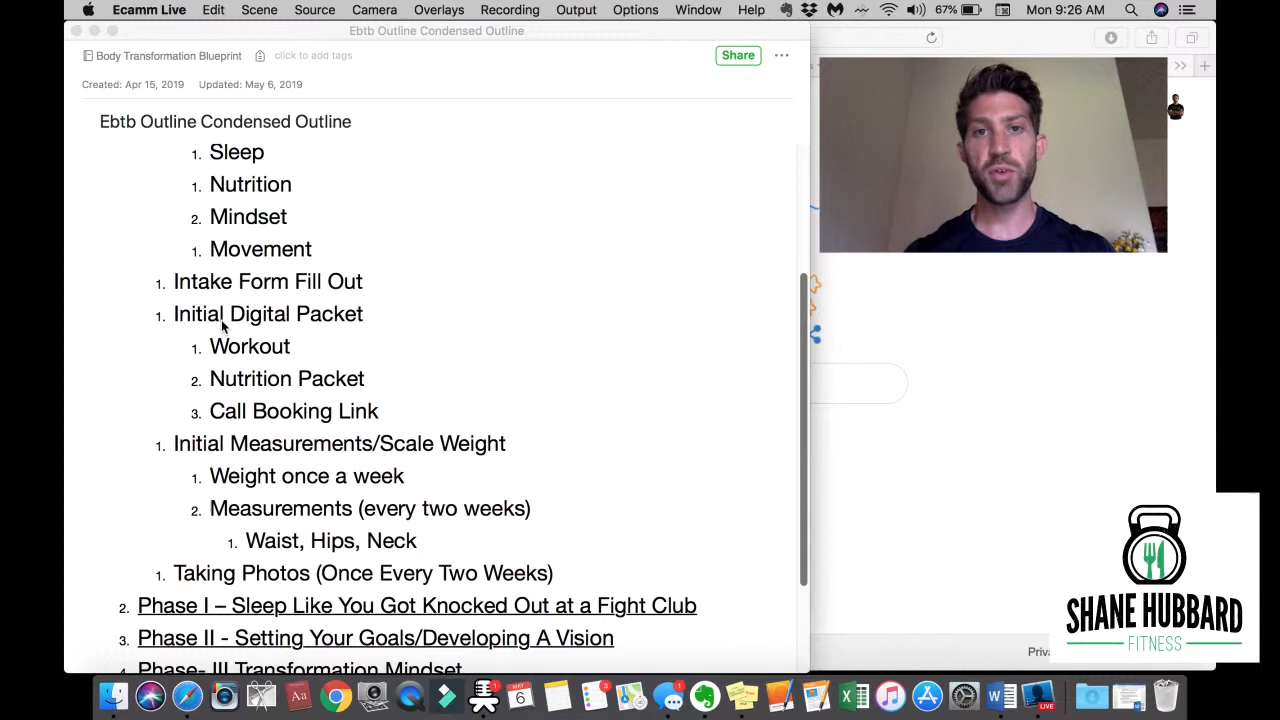 Ecamm Live Edit Scene Source Camera Overlays Recording Output Options Window Help 67% Mon 9:26 AM
Ebtb Outline Condensed Outline
Body Transformation Blueprint click to add tags Share
Created: Apr 15, 2019 Updated: May 6, 2019
Ebtb Outline Condensed Outline
1. Sleep
1. Nutrition
2. Mindset
1. Movement
1. Intake Form Fill Out
1. Initial Digital Packet
1. Workout
2. Nutrition Packet
3. Call Booking Link
1. Initial Measurements/Scale Weight
1. Weight once a week
2. Measurements (every two weeks)
1. Waist, Hips, Neck
1. Taking Photos (Once Every Two Weeks)
2. Phase I – Sleep Like You Got Knocked Out at a Fight Club
3. Phase II - Setting Your Goals/Developing A Vision
4. Phase- III Transformation Mindset
SHANE HUBBARD
FITNESS